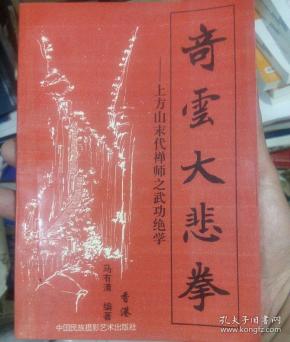 奇雲大悲拳
——上方山末代禅师之武功绝学
香港
马有清 编著
中国民族摄影艺术出版社
孔夫子旧书网